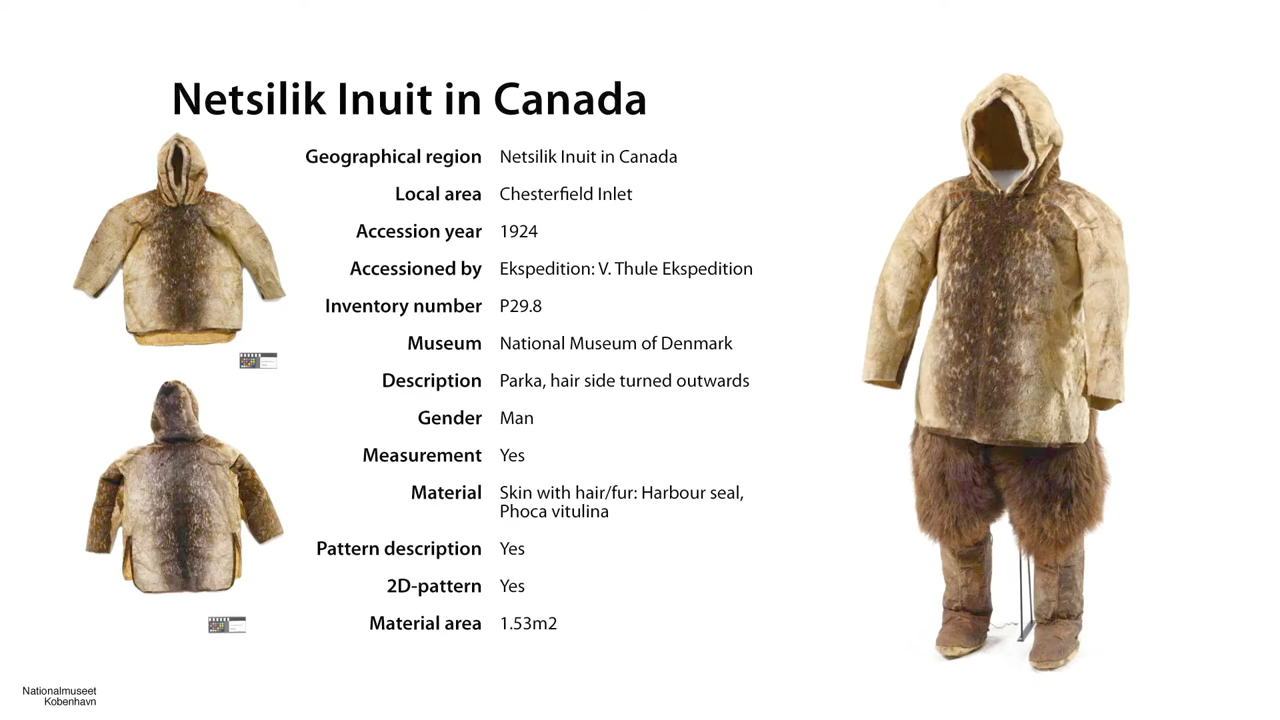 Netsilik Inuit in Canada
Geographical region Netsilik Inuit in Canada
Local area Chesterfield Inlet
Accession year 1924
Accessioned by Ekspedition: V. Thule Ekspedition
Inventory number P29.8
Museum National Museum of Denmark
Description Parka, hair side turned outwards
Gender Man
Measurement Yes
Material Skin with hair/fur: Harbour seal,
Phoca vitulina
Pattern description Yes
2D-pattern Yes
Material area 1.53m2
Nationalmuseet
Kobenhavn